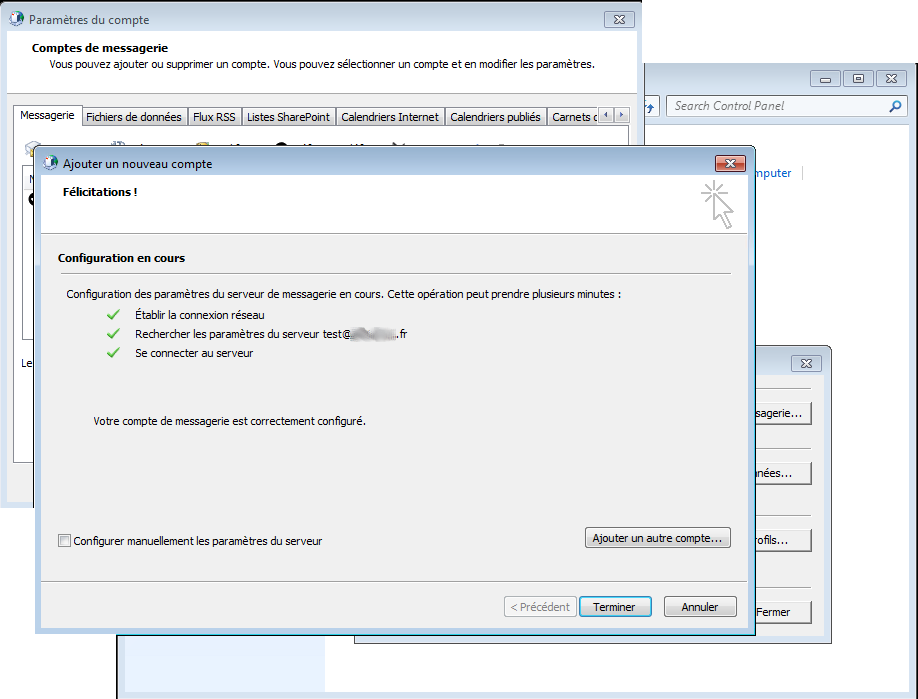 Paramètres du compte
Comptes de messagerie
Vous pouvez ajouter ou supprimer un compte. Vous pouvez sélectionner un compte et en modifier les paramètres.
Search Control Panel
Messagerie Fichiers de données Flux RSS Listes SharePoint Calendriers Internet Calendriers publiés Carnets
Ajouter un nouveau compte
mputer
Félicitations !
Configuration en cours
Configuration des paramètres du serveur de messagerie en cours. Cette opération peut prendre plusieurs minutes :
Établir la connexion réseau
Rechercher les paramètres du serveur test@ .fr
Se connecter au serveur
Le
sagerie...
Votre compte de messagerie est correctement configuré.
nées...
Configurer manuellement les paramètres du serveur
Ajouter un autre compte...
ofils...
< Précédent Terminer Annuler
Fermer